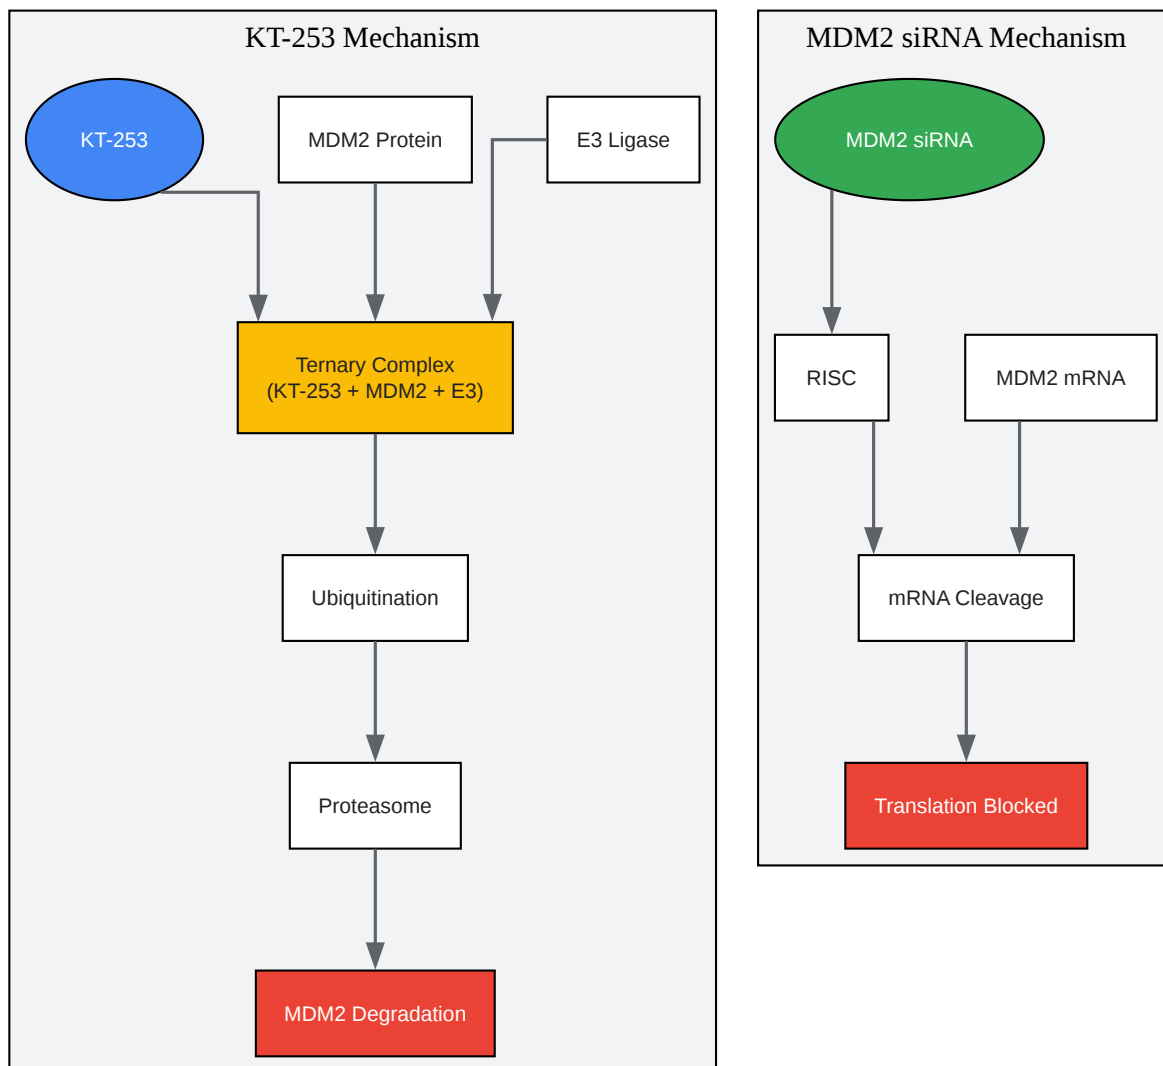 KT-253 Mechanism
KT-253
MDM2 Protein
E3 Ligase
Ternary Complex
(KT-253 + MDM2 + E3)
Ubiquitination
Proteasome
MDM2 Degradation
MDM2 siRNA Mechanism
MDM2 siRNA
RISC
MDM2 mRNA
mRNA Cleavage
Translation Blocked